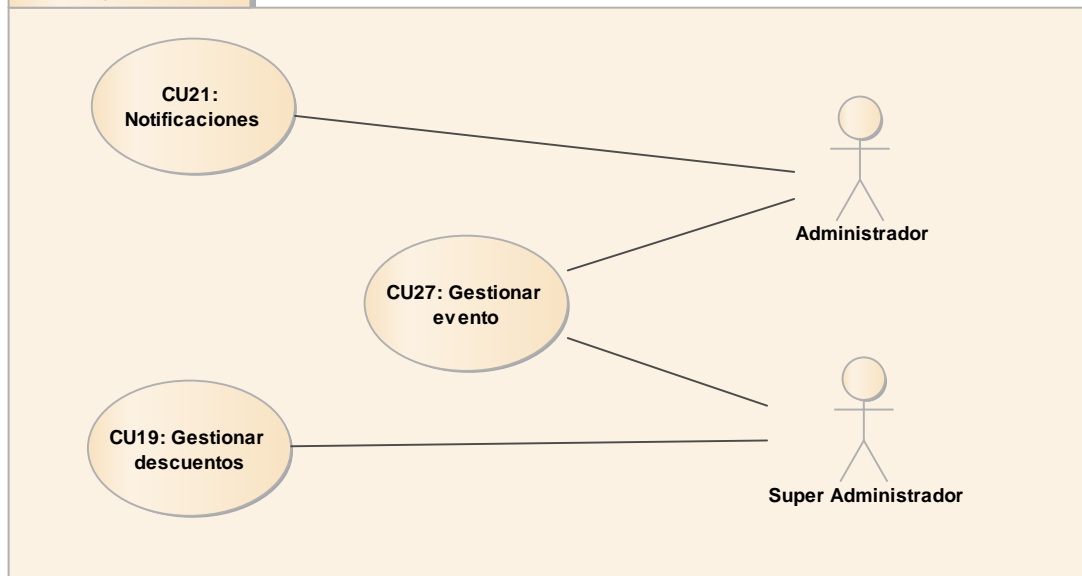 CU21:
Notificaciones
Administrador
CU27: Gestionar
evento
CU19: Gestionar
descuentos
Super Administrador